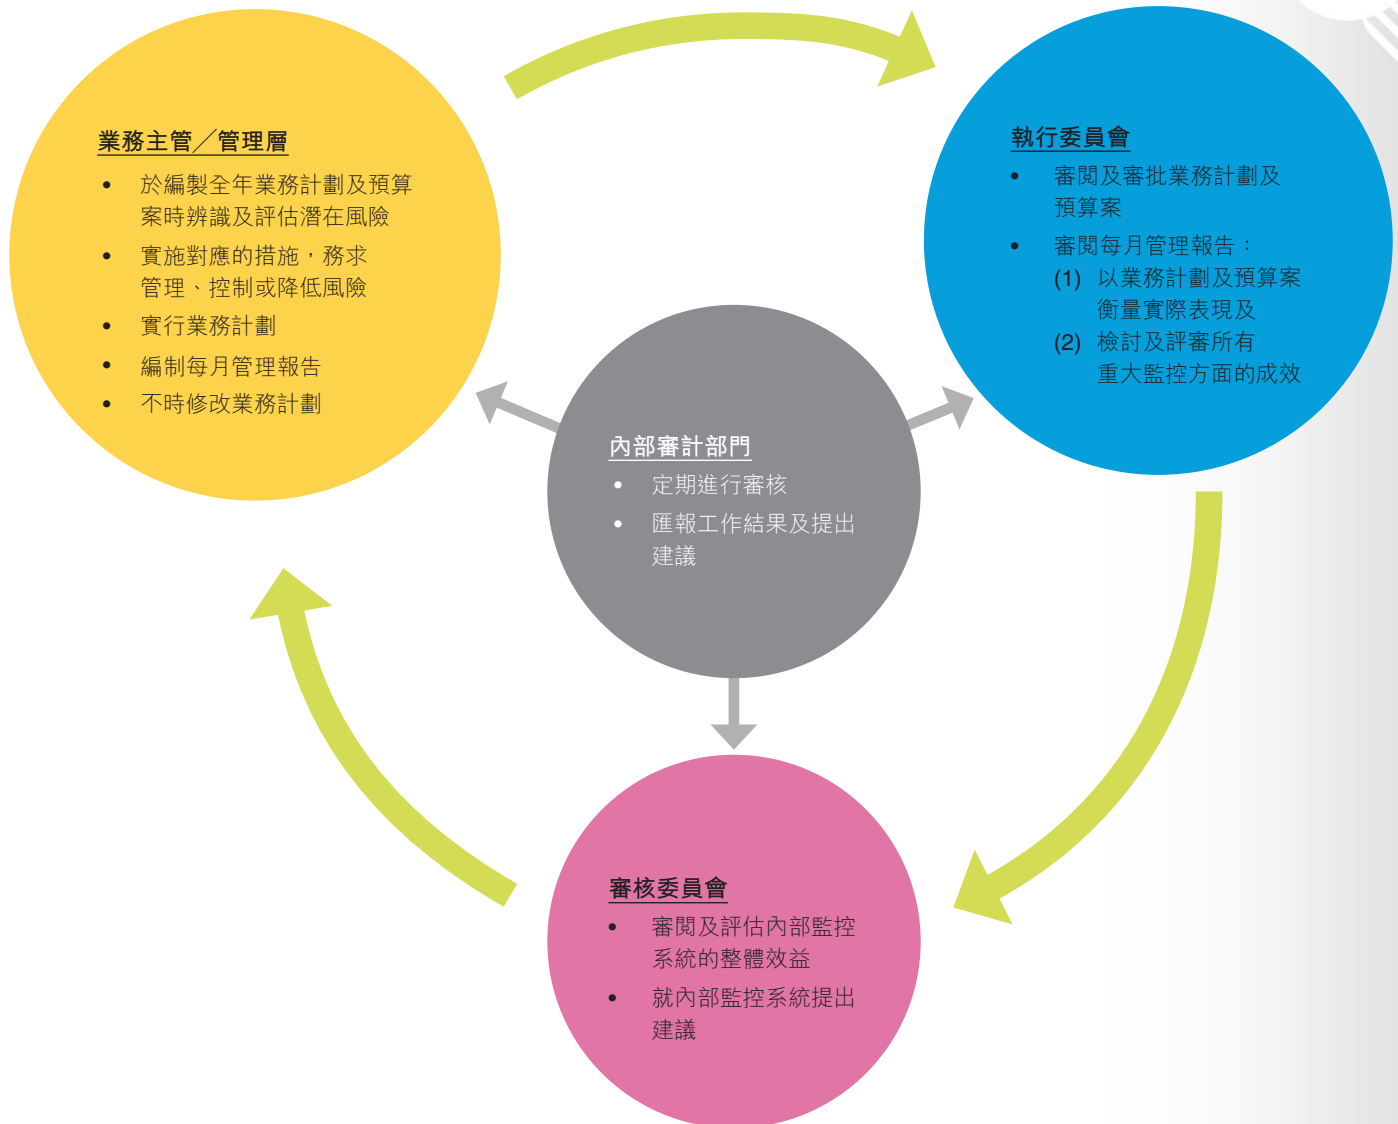 業務主管／管理層
• 於編製全年業務計劃及預算
案時辨識及評估潛在風險
• 實施對應的措施，務求
管理、控制或降低風險
• 實行業務計劃
• 編制每月管理報告
• 不時修改業務計劃
執行委員會
• 審閱及審批業務計劃及
預算案
• 審閱每月管理報告：
(1) 以業務計劃及預算案
衡量實際表現及
(2) 檢討及評審所有
重大監控方面的成效
內部審計部門
• 定期進行審核
• 匯報工作結果及提出
建議
審核委員會
• 審閱及評估內部監控
系統的整體效益
• 就內部監控系統提出
建議